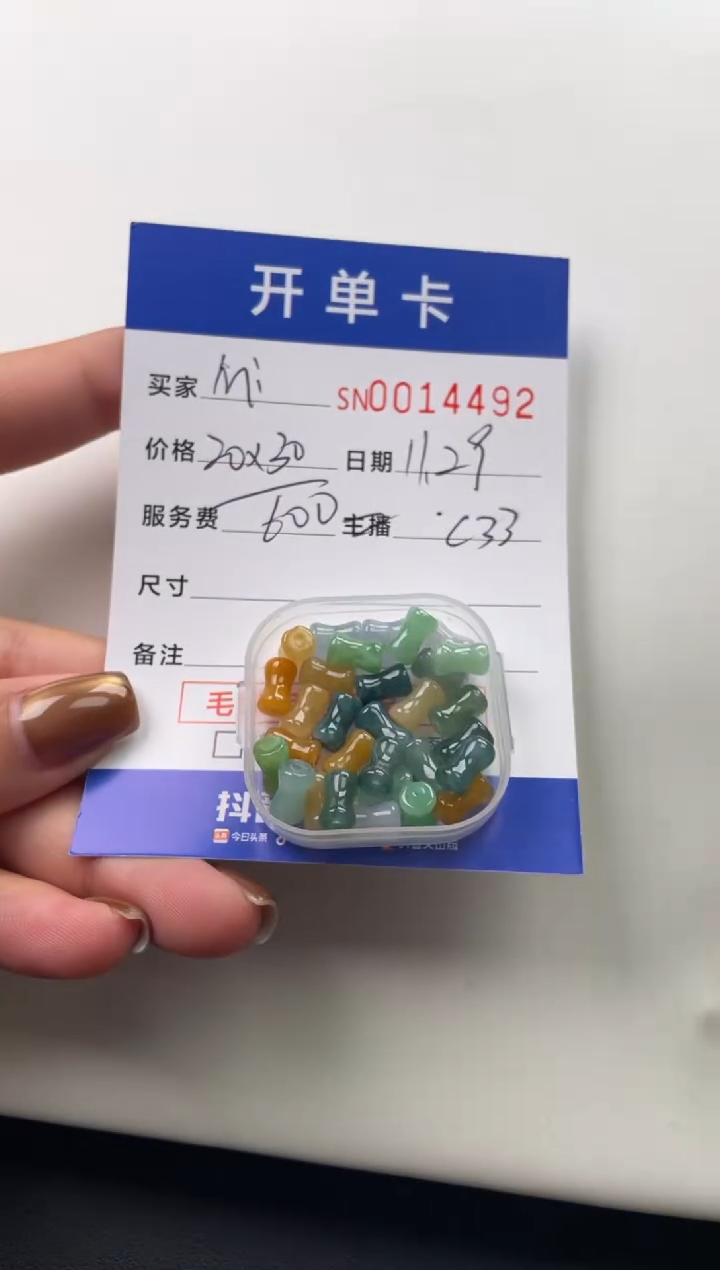 开单卡
买家 Mi SN0014492
价格 20x30 日期 11.29
服务费 600 主播 C33
尺寸
备注
毛
抖
今日头条